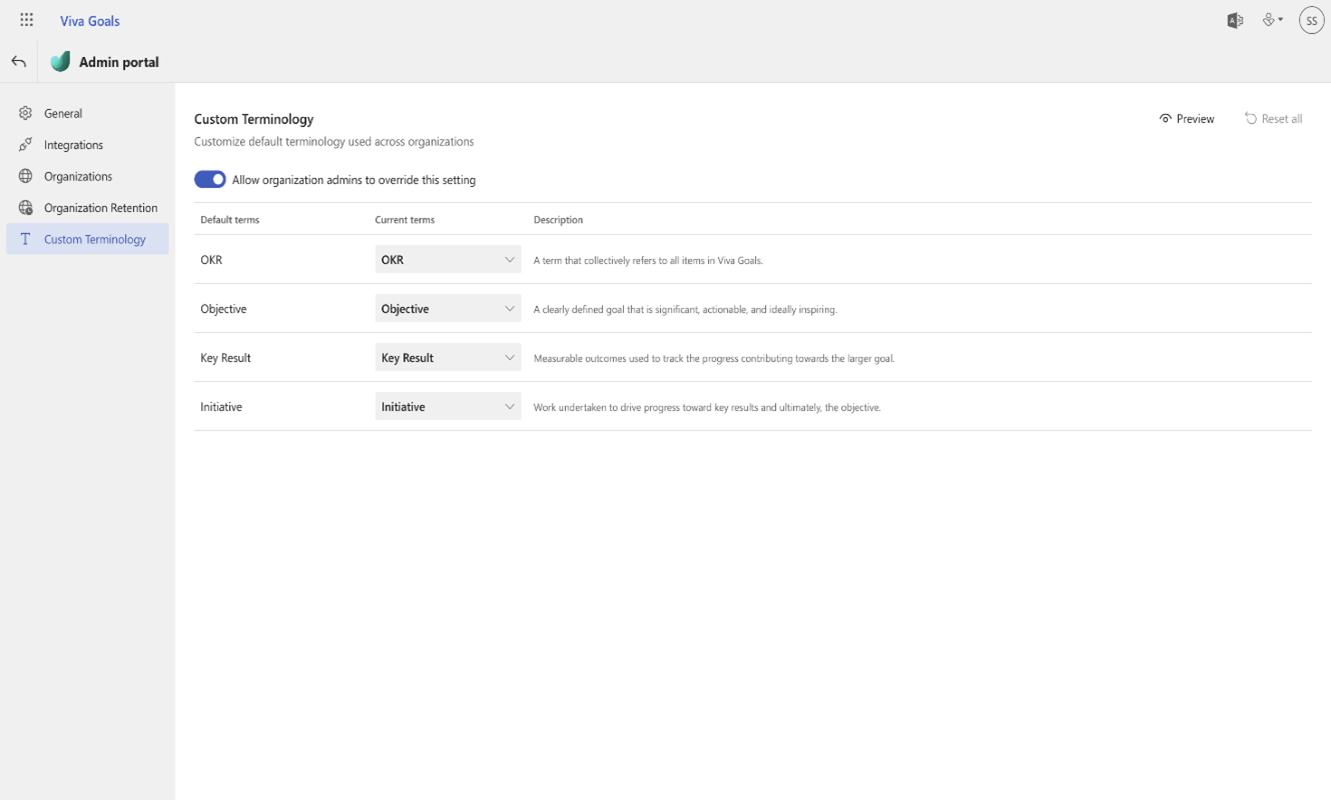 Viva Goals
SS
Admin portal
General
Integrations
Organizations
Organization Retention
T Custom Terminology
Custom Terminology
Preview
Reset all
Customize default terminology used across organizations
Allow organization admins to override this setting
Default terms Current terms Description
OKR OKR A term that collectively refers to all items in Viva Goals.
Objective Objective A clearly defined goal that is significant, actionable, and ideally inspiring.
Key Result Key Result Measurable outcomes used to track the progress contributing towards the larger goal.
Initiative Initiative Work undertaken to drive progress toward key results and ultimately, the objective.